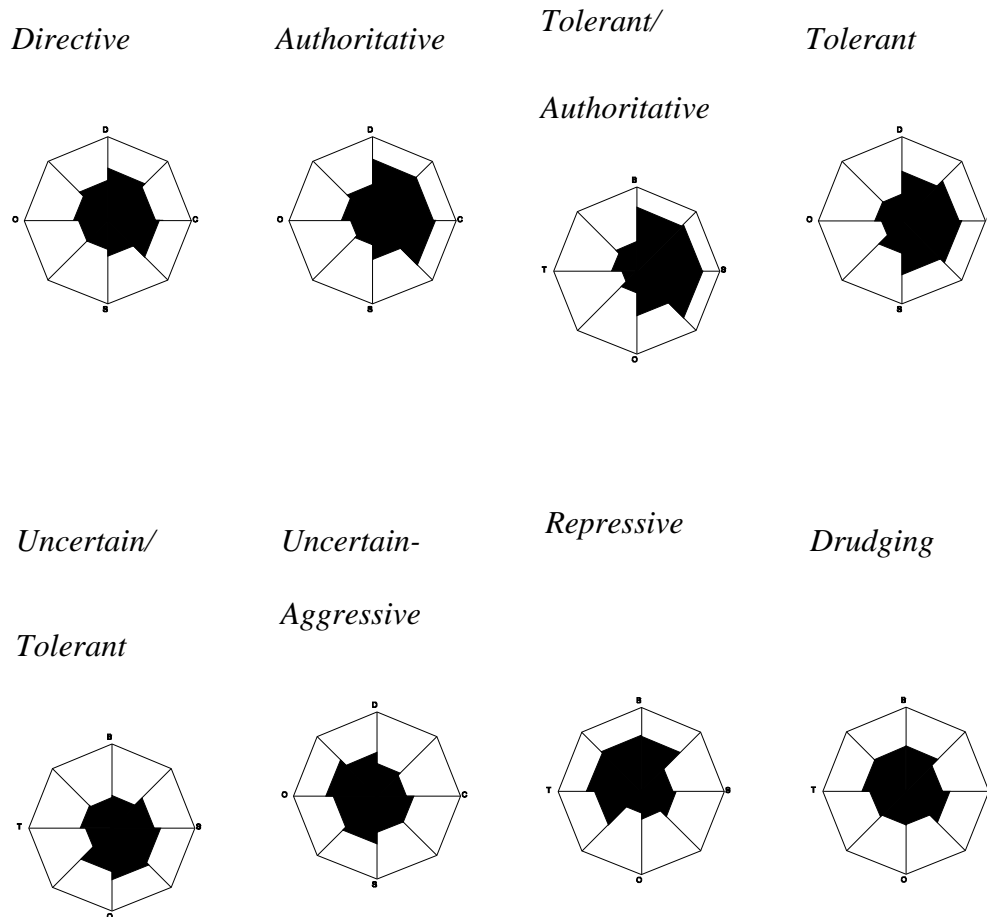 Directive
D
O
C
S
Authoritative
D
O
C
S
Tolerant/
Authoritative
B
T
S
O
Tolerant
D
O
S
Uncertain/
Tolerant
B
T
S
O
Uncertain-
Aggressive
D
O
C
S
Repressive
T
O
Drudging
B
T
O